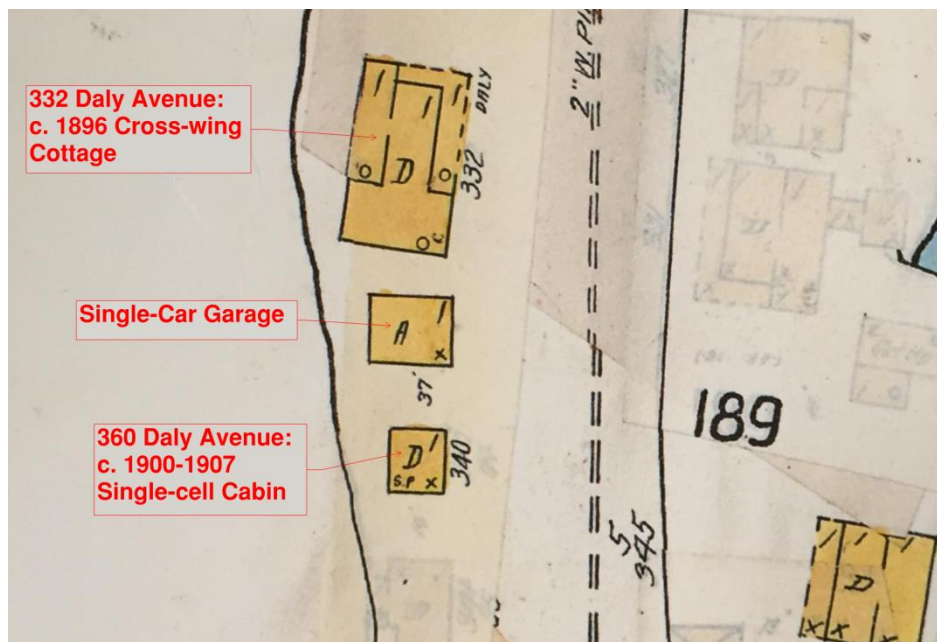 332 Daly Avenue:
c. 1896 Cross-wing
Cottage
DALY
332
D
C
2" W. PI
Single-Car Garage
A
X
37'
360 Daly Avenue:
c. 1900-1907
Single-cell Cabin
D
S.P X
340
189
5
345
D
X X X